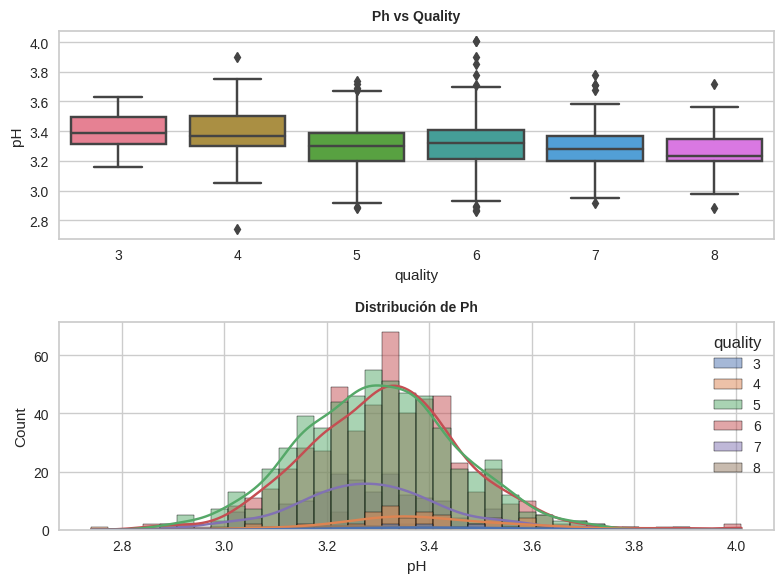 Ph vs Quality
4.0
3.8
3.6
3.4
3.2
3.0
2.8
pH
3 4 5 6 7 8
quality
Distribución de Ph
60
40
20
0
Count
quality
3
4
5
6
7
8
2.8 3.0 3.2 3.4 3.6 3.8 4.0
pH